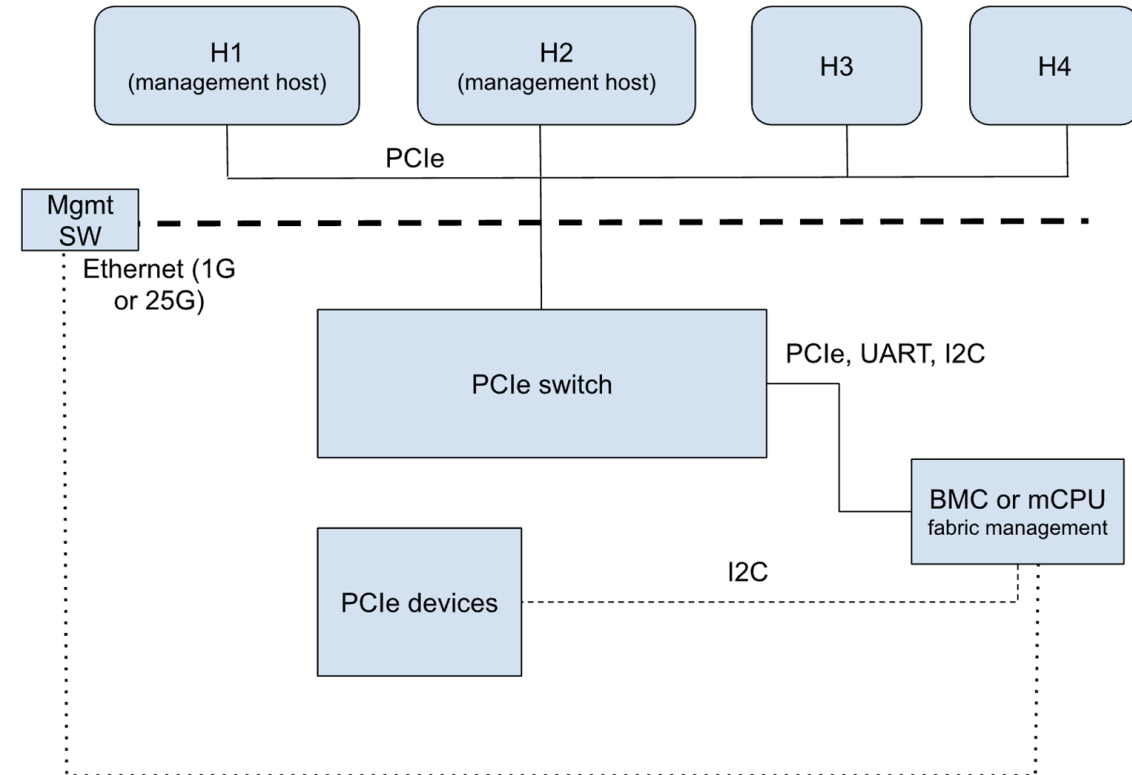 H1
(management host)
H2
(management host)
H3
H4
PCIe
Mgmt
SW
Ethernet (1G
or 25G)
PCIe switch
PCIe, UART, I2C
BMC or mCPU
fabric management
I2C
PCIe devices